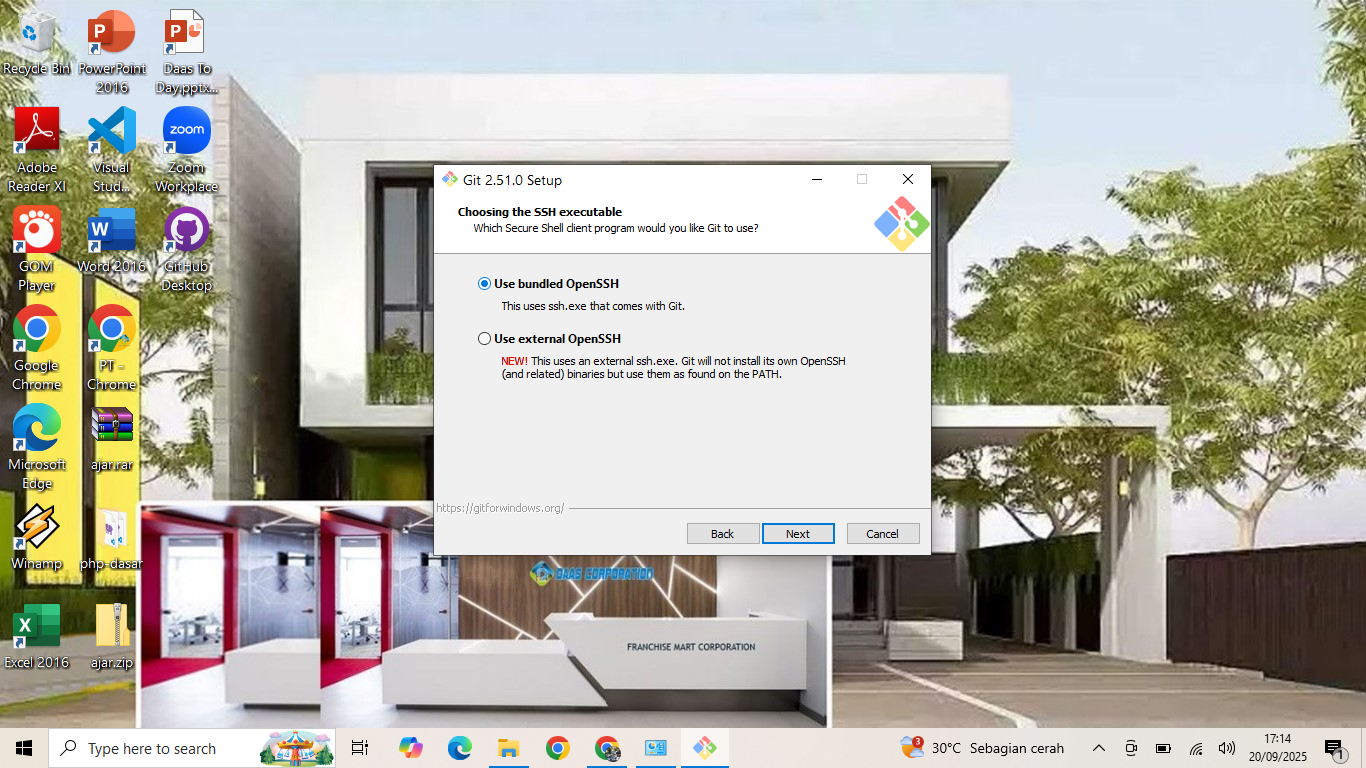 Recycle Bin
PowerPoint
2016
Daas To
Day.pptx...
Adobe
Reader XI
Visual
Stud...
zoom
Zoom
Workplace
GOM
Player
Word 2016
GitHub
Desktop
Google
Chrome
PT -
Chrome
Microsoft
Edge
ajar.rar
Winamp
php-dasar
Excel 2016
ajar.zip
Git 2.51.0 Setup
Choosing the SSH executable
Which Secure Shell client program would you like Git to use?
Use bundled OpenSSH
This uses ssh.exe that comes with Git.
Use external OpenSSH
NEW! This uses an external ssh.exe. Git will not install its own OpenSSH
(and related) binaries but use them as found on the PATH.
https://gitforwindows.org/
Back
Next
Cancel
DAAS CORPORATION
FRANCHISE MART CORPORATION
Type here to search
3
30°C Sebagian cerah
17:14
20/09/2025
1